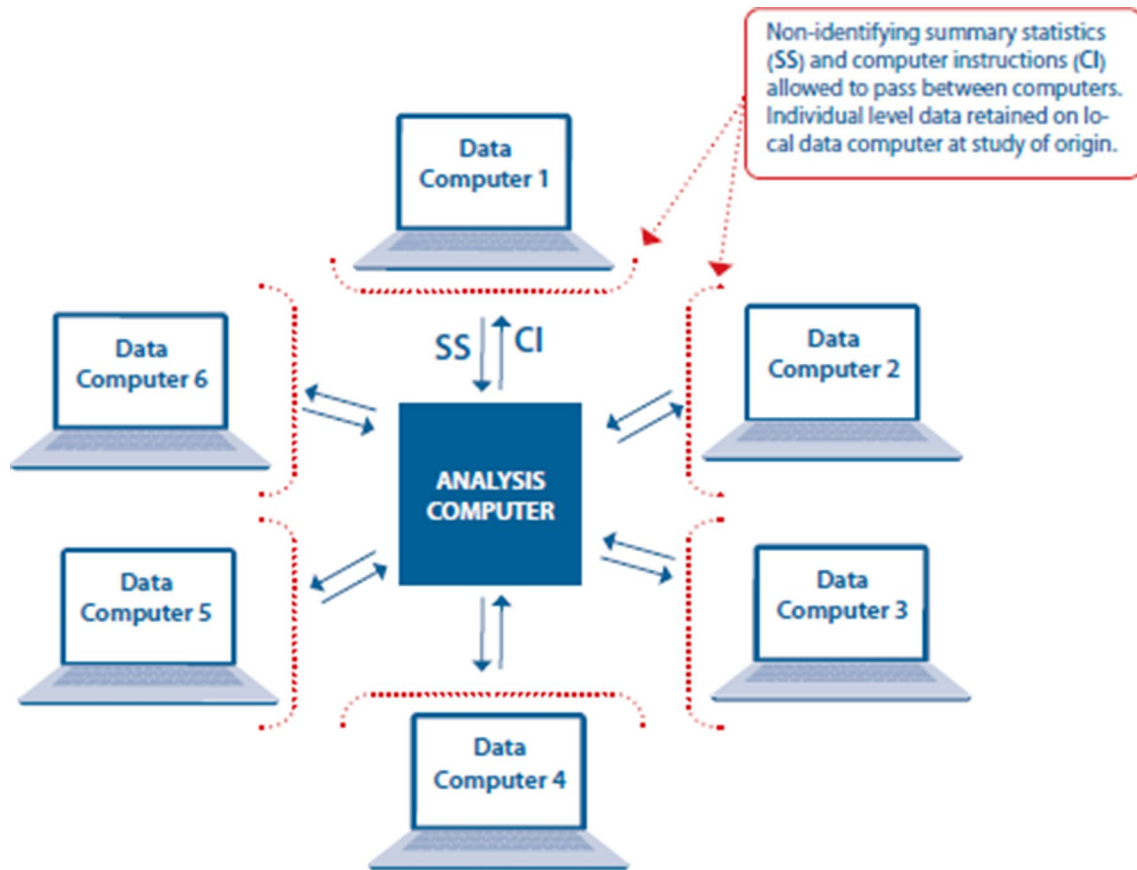 Non-identifying summary statistics
(SS) and computer instructions (CI)
allowed to pass between computers.
Individual level data retained on lo-
cal data computer at study of origin.
Data
Computer 1
Data
Computer 6
SS
CI
Data
Computer 2
ANALYSIS
COMPUTER
Data
Computer 5
Data
Computer 3
Data
Computer 4